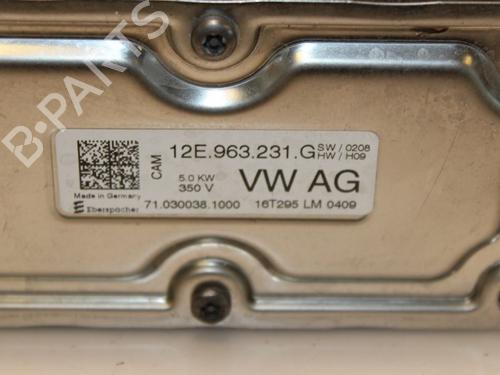 B-PARTS
CAM
12E.963.231.G
SW / 0208
HW / H09
5.0 KW
350 V
VW AG
Made in Germany
Eberspächer
71.030038.1000
16T295 LM 0409